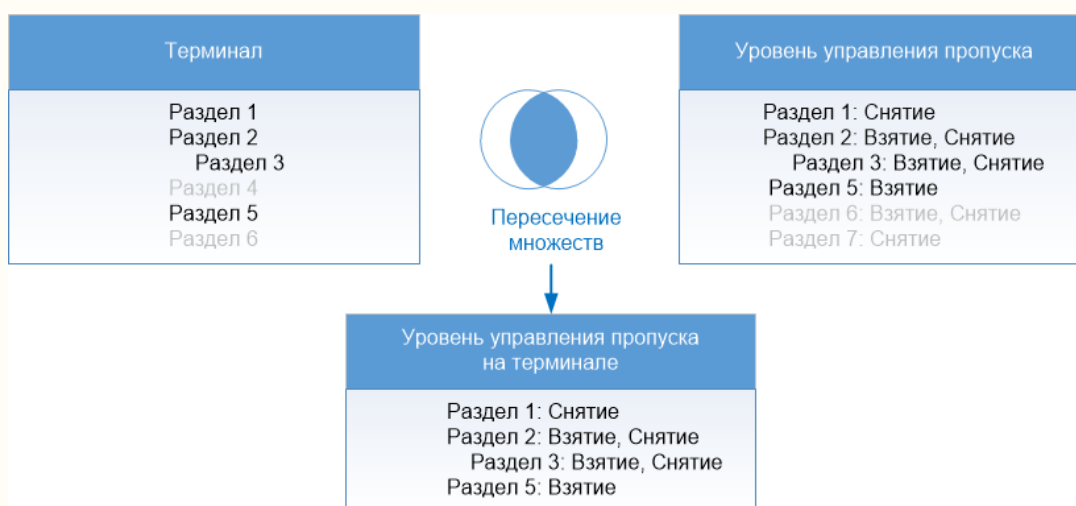 Терминал
Раздел 1
Раздел 2
Раздел 3
Раздел 4
Раздел 5
Раздел 6
Пересечение
множеств
Уровень управления пропуска
Раздел 1: Снятие
Раздел 2: Взятие, Снятие
Раздел 3: Взятие, Снятие
Раздел 5: Взятие
Раздел 6: Взятие, Снятие
Раздел 7: Снятие
Уровень управления пропуска
на терминале
Раздел 1: Снятие
Раздел 2: Взятие, Снятие
Раздел 3: Взятие, Снятие
Раздел 5: Взятие